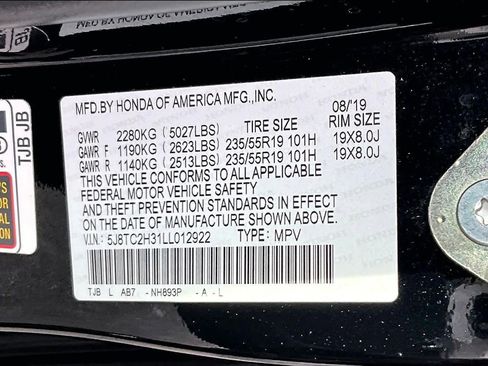 MFD.BY HONDA OF AMERICA MFG.,INC.
08/19
GVWR 2280KG (5027LBS) TIRE SIZE RIM SIZE
GAWR F 1190KG (2623LBS) 235/55R19 101H 19X8.0J
GAWR R 1140KG (2513LBS) 235/55R19 101H 19X8.0J
THIS VEHICLE CONFORMS TO ALL APPLICABLE
FEDERAL MOTOR VEHICLE SAFETY
AND THEFT PREVENTION STANDARDS IN EFFECT
ON THE DATE OF MANUFACTURE SHOWN ABOVE.
V.I.N: 5J8TC2H31LL012922 TYPE: MPV
TJB L AB7 - NH893P - A - L
TJB JB